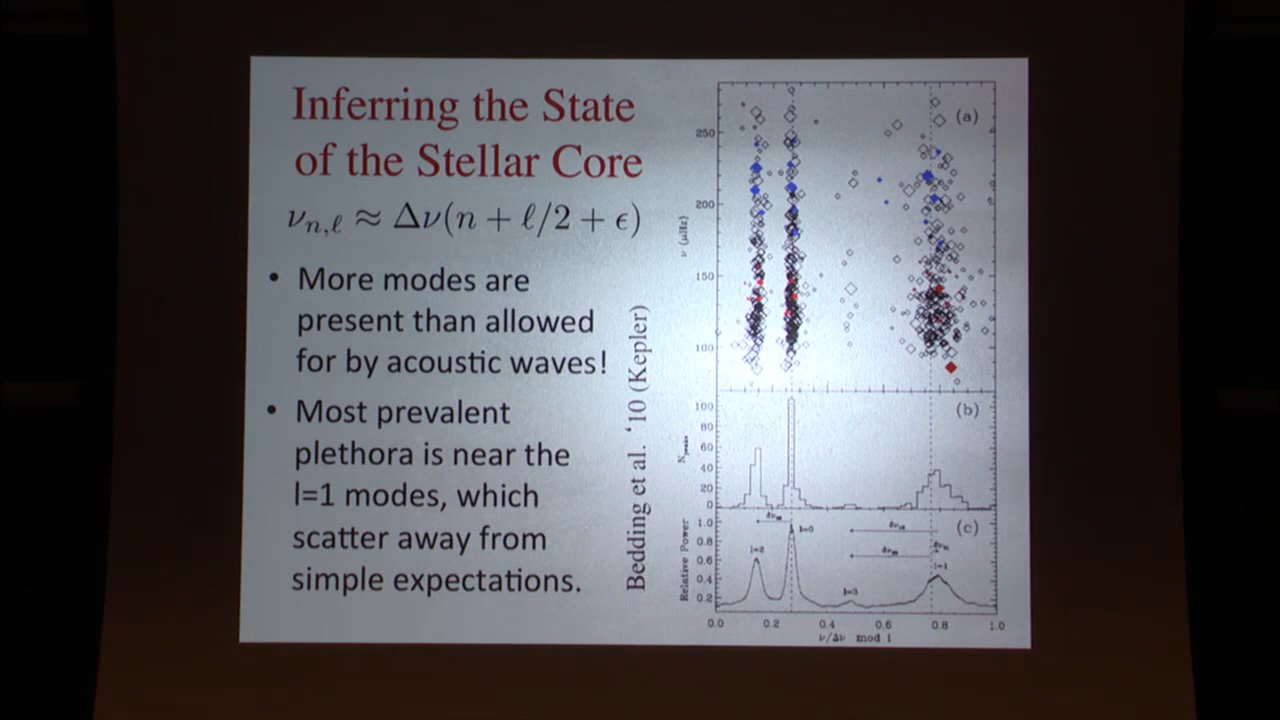 Inferring the State
of the Stellar Core
νn,ℓ ≈ Δν(n + ℓ/2 + ϵ)
• More modes are
present than allowed
for by acoustic waves!
• Most prevalent
plethora is near the
l=1 modes, which
scatter away from
simple expectations.
Bedding et al. '10 (Kepler)
(a)
250
200
150
100
ν (μHz)
(b)
100
80
60
40
20
0
(c)
1.0
0.8
0.6
0.4
0.2
Relative Power
l=2
l=0
l=3
l=1
0.0 0.2 0.4 0.6 0.8 1.0
ν/Δν mod 1